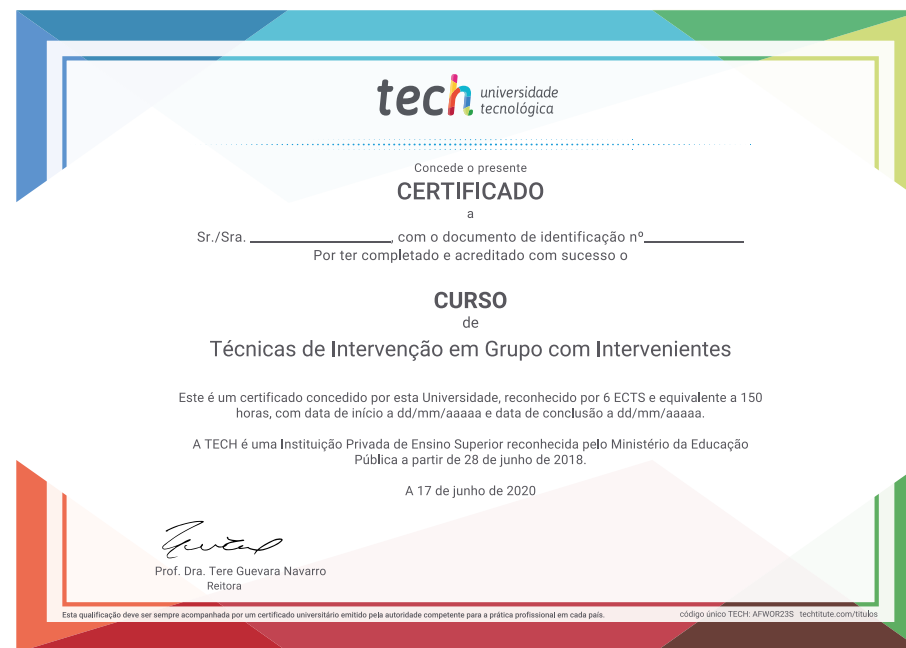 tech universidade
tecnológica
Concede o presente
CERTIFICADO
a
Sr./Sra. ____________, com o documento de identificação nº________
Por ter completado e acreditado com sucesso o
CURSO
de
Técnicas de Intervenção em Grupo com Intervenientes
Este é um certificado concedido por esta Universidade, reconhecido por 6 ECTS e equivalente a 150
horas, com data de início a dd/mm/aaaaa e data de conclusão a dd/mm/aaaaa.
A TECH é uma Instituição Privada de Ensino Superior reconhecida pelo Ministério da Educação
Pública a partir de 28 de junho de 2018.
A 17 de junho de 2020
Prof. Dra. Tere Guevara Navarro
Reitora
Esta qualificação deve ser sempre acompanhada por um certificado universitário emitido pela autoridade competente para a prática profissional em cada país.
código único TECH: AFWOR23S techtitute.com/titulos